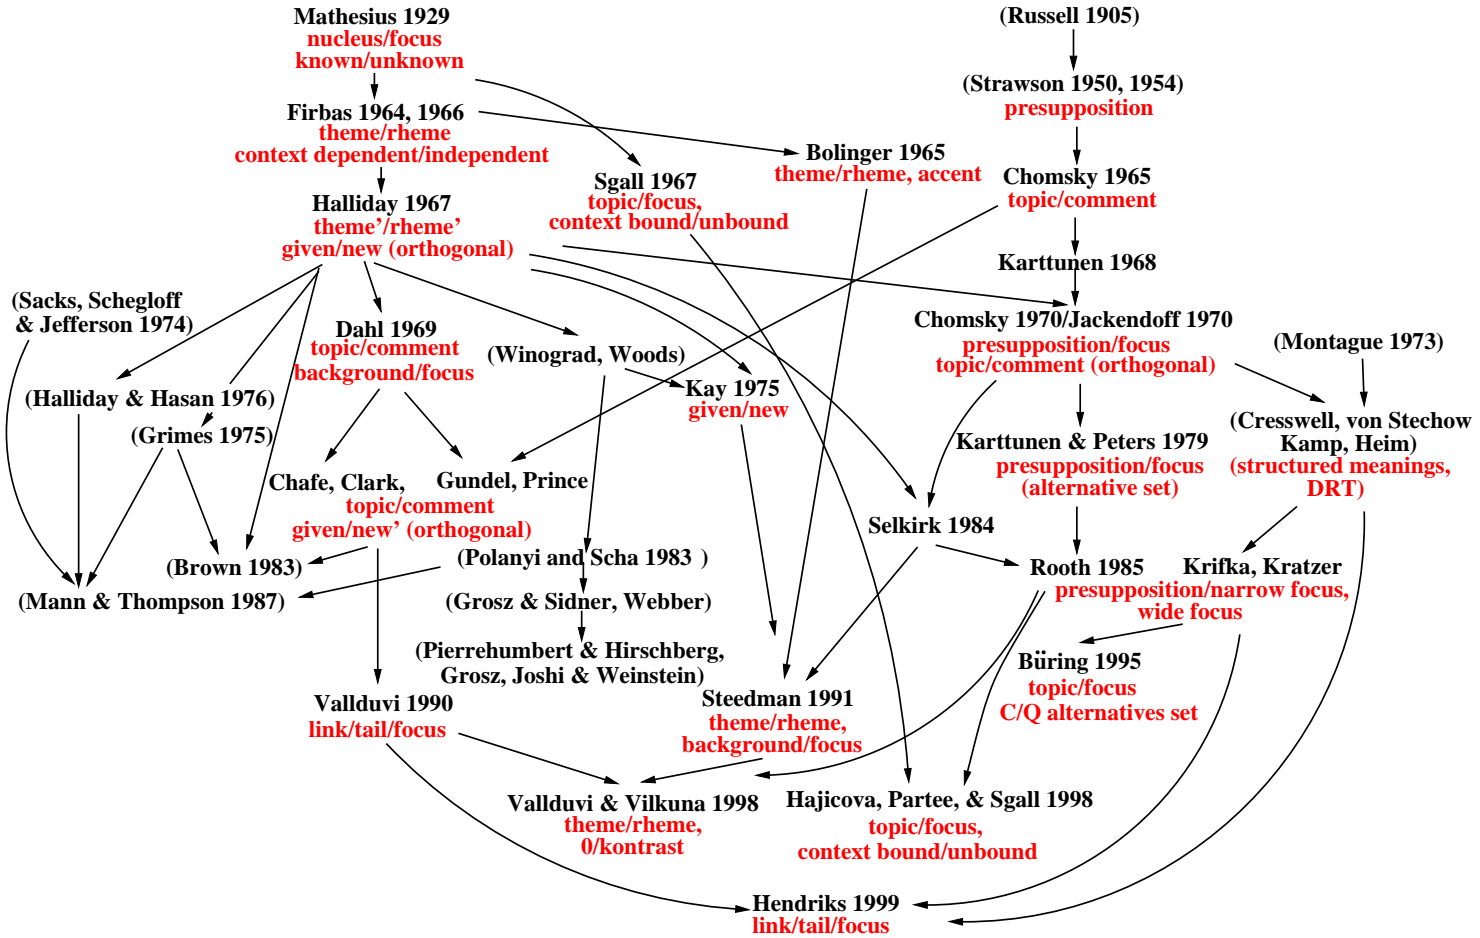 Mathesius 1929
nucleus/focus
known/unknown
(Russell 1905)
(Strawson 1950, 1954)
presupposition
Firbas 1964, 1966
theme/rheme
context dependent/independent
Bolinger 1965
theme/rheme, accent
Sgall 1967
topic/focus,
context bound/unbound
Chomsky 1965
topic/comment
Halliday 1967
theme’/rheme’
given/new (orthogonal)
Karttunen 1968
(Sacks, Schegloff
& Jefferson 1974)
Dahl 1969
topic/comment
background/focus
(Winograd, Woods)
Kay 1975
given/new
Chomsky 1970/Jackendoff 1970
presupposition/focus
topic/comment (orthogonal)
(Montague 1973)
(Halliday & Hasan 1976)
(Grimes 1975)
(Cresswell, von Stechow
Kamp, Heim)
(structured meanings,
DRT)
Karttunen & Peters 1979
presupposition/focus
(alternative set)
Chafe, Clark,
topic/comment
given/new’ (orthogonal)
Gundel, Prince
Selkirk 1984
(Brown 1983)
(Polanyi and Scha 1983 )
Rooth 1985
Krifka, Kratzer
presupposition/narrow focus,
wide focus
(Mann & Thompson 1987)
(Grosz & Sidner, Webber)
(Pierrehumbert & Hirschberg,
Grosz, Joshi & Weinstein)
Büring 1995
topic/focus
C/Q alternatives set
Vallduvi 1990
link/tail/focus
Steedman 1991
theme/rheme,
background/focus
Vallduvi & Vilkuna 1998
theme/rheme,
0/kontrast
Hajicova, Partee, & Sgall 1998
topic/focus,
context bound/unbound
Hendriks 1999
link/tail/focus